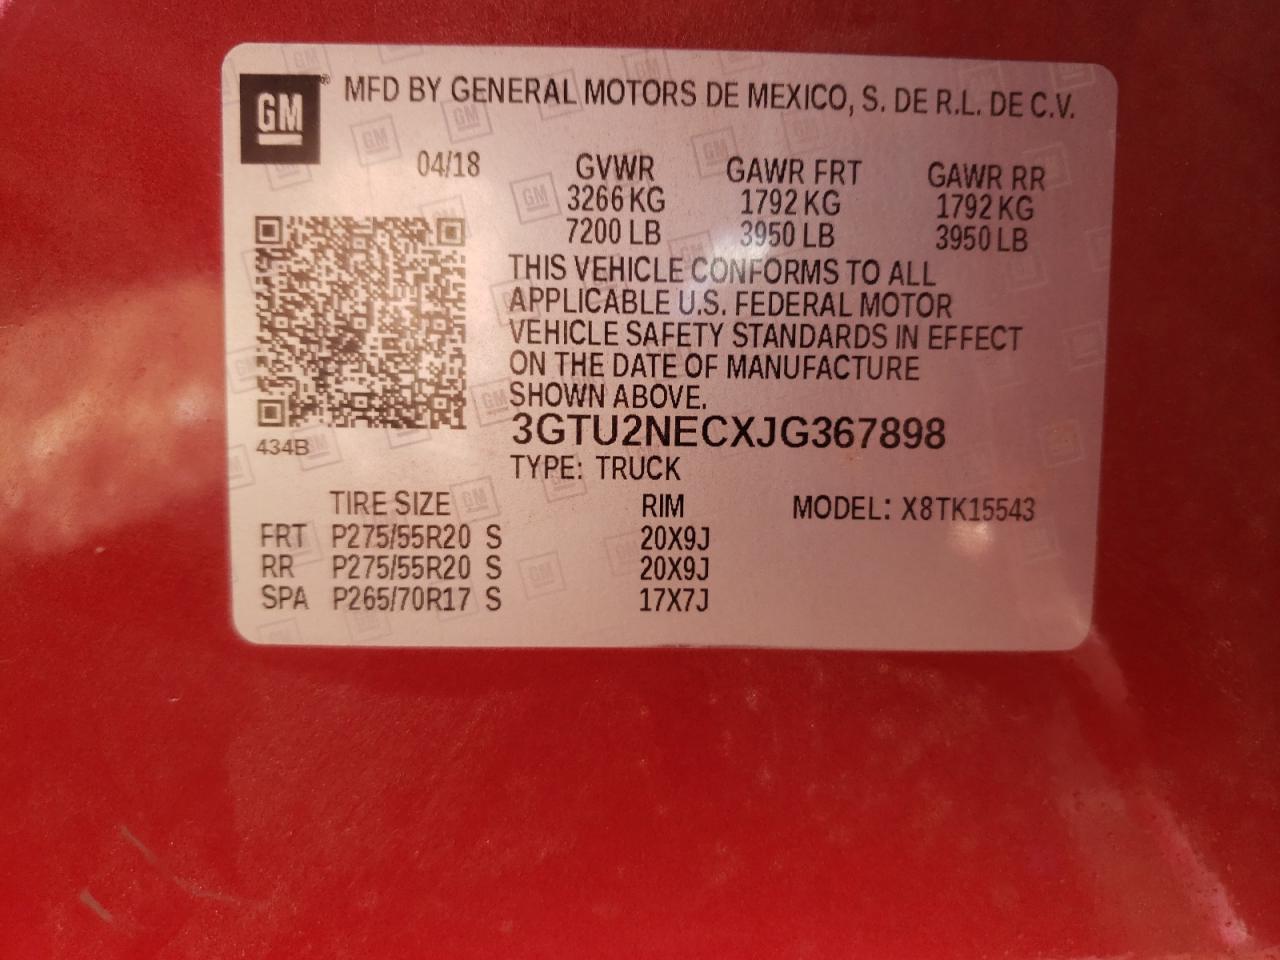 GM ® MFD BY GENERAL MOTORS DE MEXICO, S. DE R.L. DE C.V.
04/18 GVWR GAWR FRT GAWR RR
3266 KG 1792 KG 1792 KG
7200 LB 3950 LB 3950 LB
THIS VEHICLE CONFORMS TO ALL
APPLICABLE U.S. FEDERAL MOTOR
VEHICLE SAFETY STANDARDS IN EFFECT
ON THE DATE OF MANUFACTURE
SHOWN ABOVE.
3GTU2NECXJG367898
434B
TYPE: TRUCK
TIRE SIZE RIM MODEL: X8TK15543
FRT P275/55R20 S 20X9J
RR P275/55R20 S 20X9J
SPA P265/70R17 S 17X7J